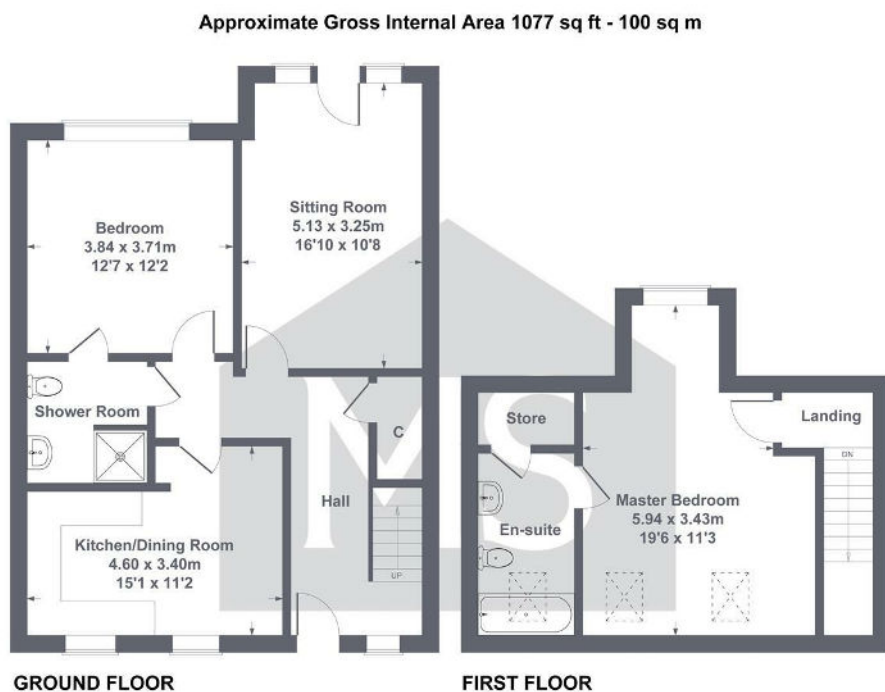 Approximate Gross Internal Area 1077 sq ft - 100 sq m
Bedroom
3.84 x 3.71m
12'7 x 12'2
Sitting Room
5.13 x 3.25m
16'10 x 10'8
Shower Room
C
Hall
Kitchen/Dining Room
4.60 x 3.40m
15'1 x 11'2
UP
MS
Store
Landing
DN
Master Bedroom
5.94 x 3.43m
19'6 x 11'3
En-suite
GROUND FLOOR
FIRST FLOOR